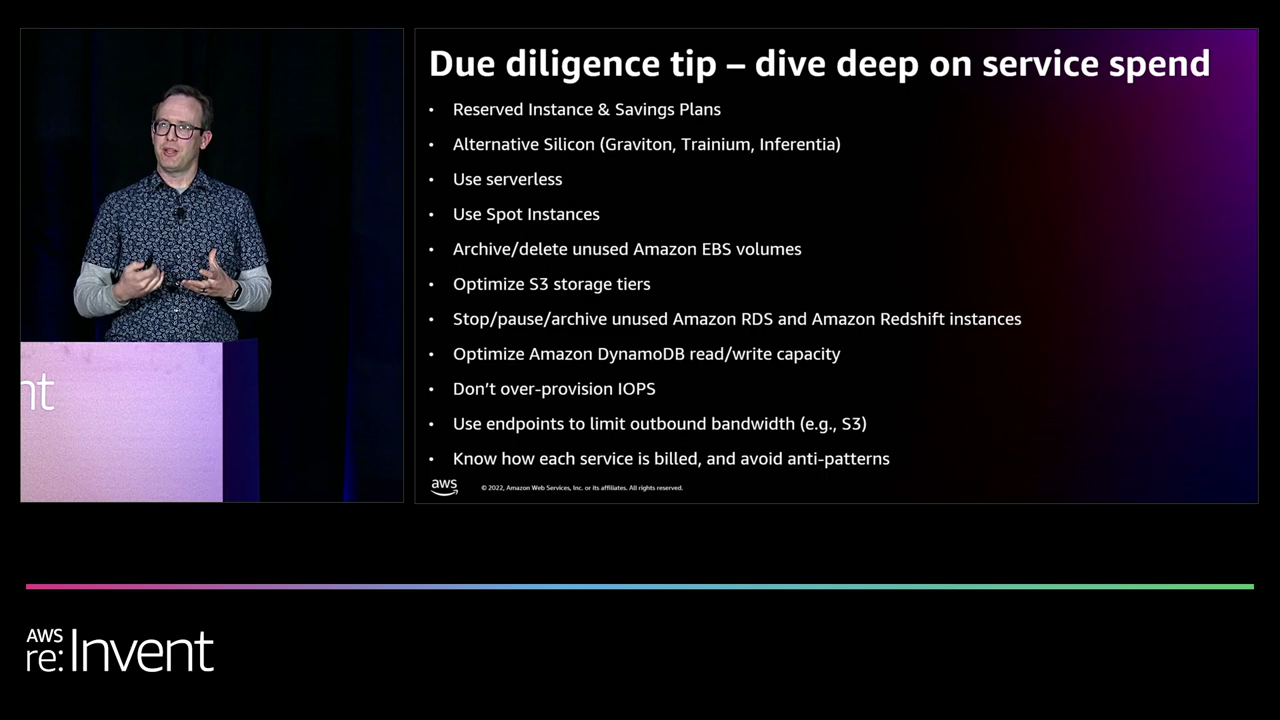 nt
Due diligence tip – dive deep on service spend
• Reserved Instance & Savings Plans
• Alternative Silicon (Graviton, Trainium, Inferentia)
• Use serverless
• Use Spot Instances
• Archive/delete unused Amazon EBS volumes
• Optimize S3 storage tiers
• Stop/pause/archive unused Amazon RDS and Amazon Redshift instances
• Optimize Amazon DynamoDB read/write capacity
• Don’t over-provision IOPS
• Use endpoints to limit outbound bandwidth (e.g., S3)
• Know how each service is billed, and avoid anti-patterns
aws
© 2022, Amazon Web Services, Inc. or its affiliates. All rights reserved.
AWS
re:Invent